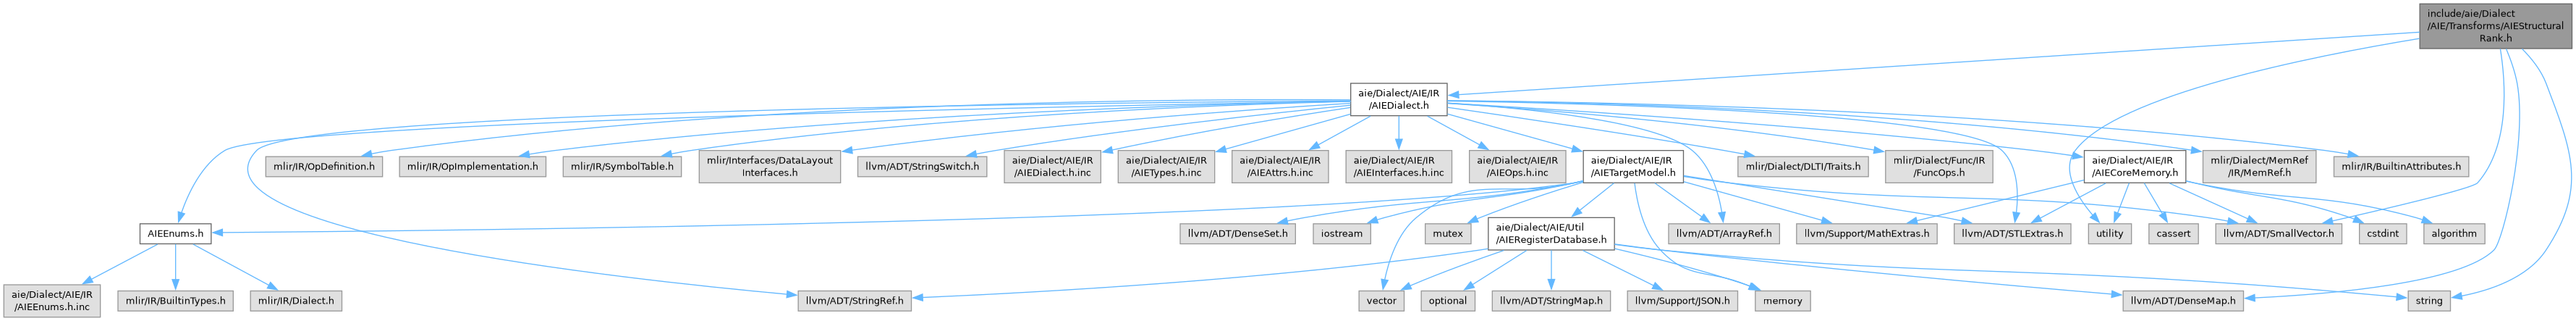 include/aie/Dialect
/AIE/Transforms/AIEStructural
Rank.h
aie/Dialect/AIE/IR
/AIEDialect.h
mlir/IR/OpDefinition.h
mlir/IR/OpImplementation.h
mlir/IR/SymbolTable.h
mlir/Interfaces/DataLayout
Interfaces.h
llvm/ADT/StringSwitch.h
aie/Dialect/AIE/IR
/AIEDialect.h.inc
aie/Dialect/AIE/IR
/AIETypes.h.inc
aie/Dialect/AIE/IR
/AIEAttrs.h.inc
aie/Dialect/AIE/IR
/AIEInterfaces.h.inc
aie/Dialect/AIE/IR
/AIEOps.h.inc
aie/Dialect/AIE/IR
/AIETargetModel.h
mlir/Dialect/DLTI/Traits.h
mlir/Dialect/Func/IR
/FuncOps.h
aie/Dialect/AIE/IR
/AIECoreMemory.h
mlir/Dialect/MemRef
/IR/MemRef.h
mlir/IR/BuiltinAttributes.h
AIEEnums.h
llvm/ADT/DenseSet.h
iostream
mutex
aie/Dialect/AIE/Util
/AIERegisterDatabase.h
llvm/ADT/ArrayRef.h
llvm/Support/MathExtras.h
llvm/ADT/STLExtras.h
utility
cassert
llvm/ADT/SmallVector.h
cstdint
algorithm
aie/Dialect/AIE/IR
/AIEEnums.h.inc
mlir/IR/BuiltinTypes.h
mlir/IR/Dialect.h
llvm/ADT/StringRef.h
vector
optional
llvm/ADT/StringMap.h
llvm/Support/JSON.h
memory
llvm/ADT/DenseMap.h
string